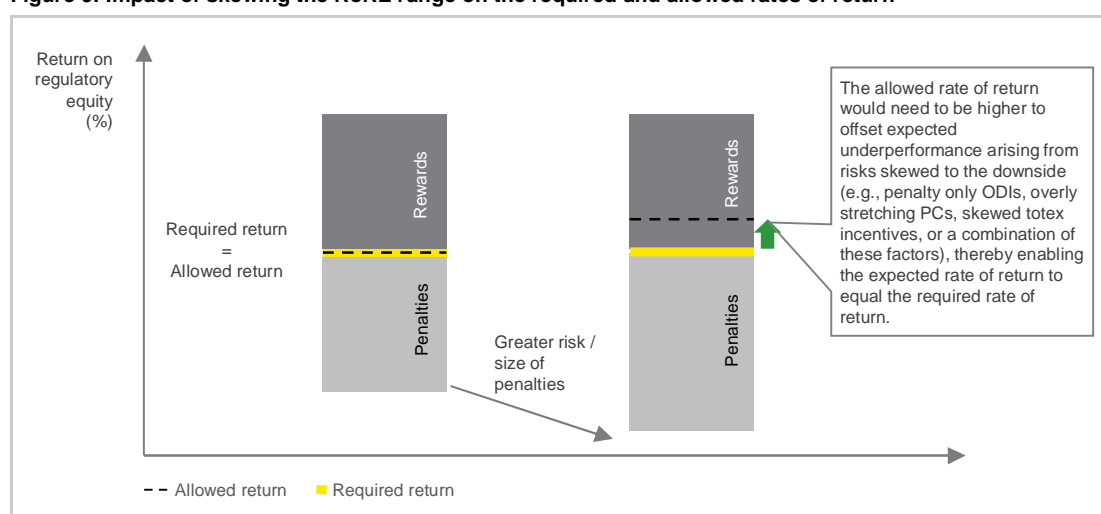 Return on
regulatory
equity
(%)
Required return
=
Allowed return
Rewards
Penalties
Greater risk /
size of
penalties
Rewards
Penalties
The allowed rate of return
would need to be higher to
offset expected
underperformance arising from
risks skewed to the downside
(e.g., penalty only ODIs, overly
stretching PCs, skewed totex
incentives, or a combination of
these factors), thereby enabling
the expected rate of return to
equal the required rate of
return.
Allowed return
Required return